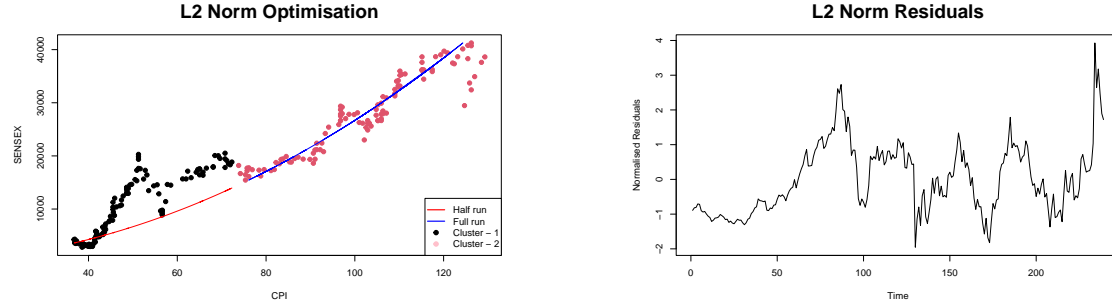 L2 Norm Optimisation
SENSEX
40000
30000
20000
10000
40
60
80
100
120
CPI
Half run
Full run
Cluster – 1
Cluster – 2
L2 Norm Residuals
Normalised Residuals
4
3
2
1
0
−1
−2
0
50
100
150
200
Time